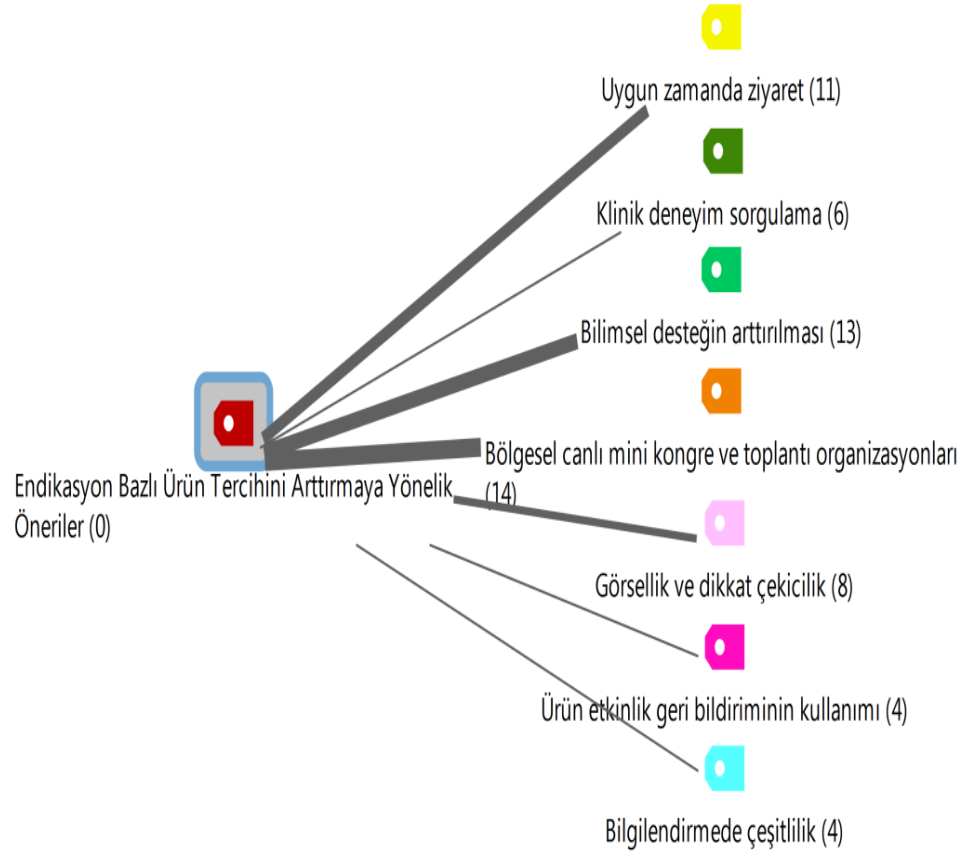 Uygun zamanda ziyaret (11)
Klinik deneyim sorgulama (6)
Bilimsel desteğin arttırılması (13)
Bölgesel canlı mini kongre ve toplantı organizasyonları
(14)
Endikasyon Bazlı Ürün Tercihini Arttırmaya Yönelik
Öneriler (0)
Görsellik ve dikkat çekicilik (8)
Ürün etkinlik geri bildiriminin kullanımı (4)
Bilgilendirmede çeşitlilik (4)